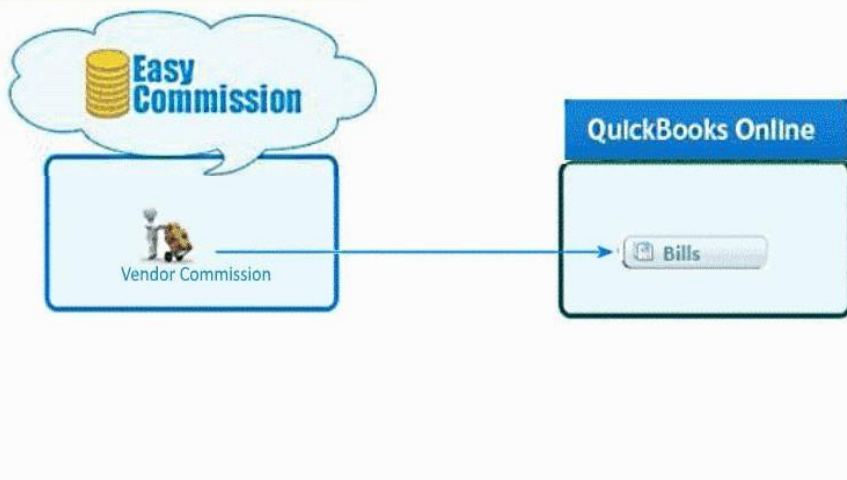 Easy
Commission
QuickBooks Online
Vendor Commission
Bills